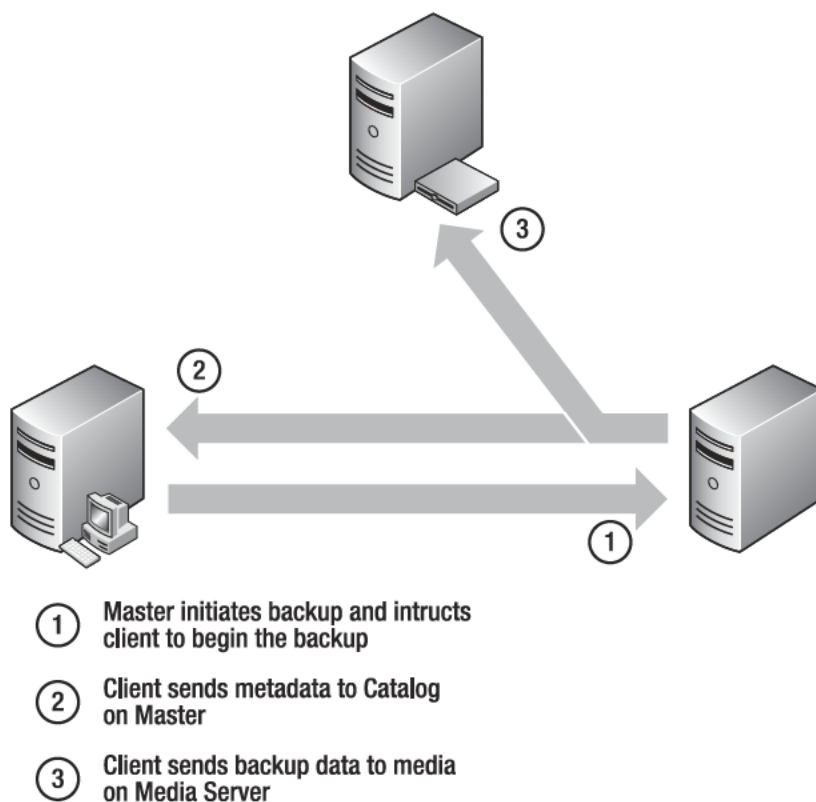 3
2
1
1 Master initiates backup and intructs
client to begin the backup
2 Client sends metadata to Catalog
on Master
3 Client sends backup data to media
on Media Server